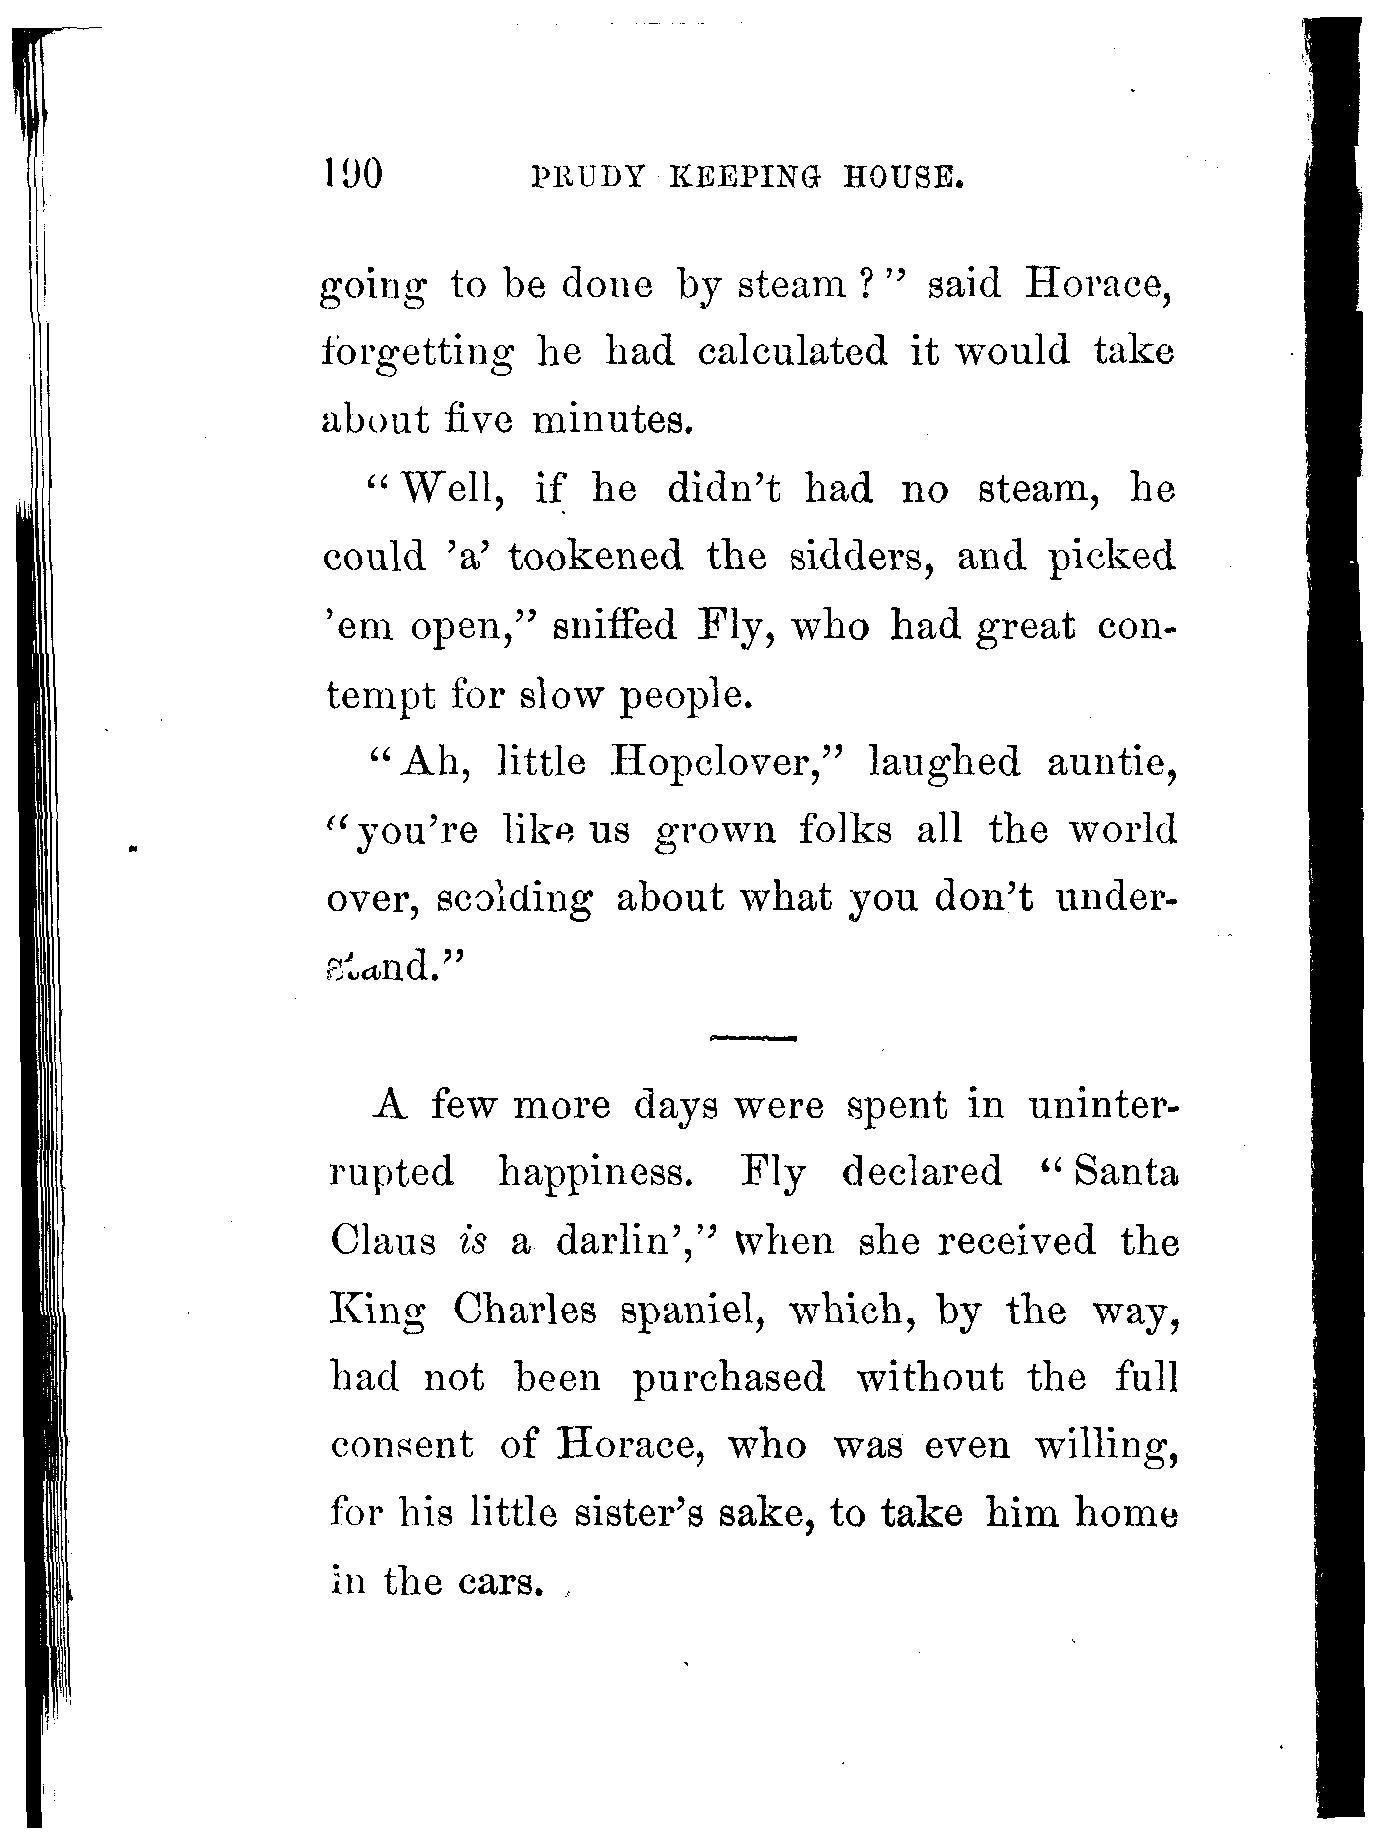 190 PRUDY KEEPING HOUSE.
going to be done by steam?" said Horace,
forgetting he had calculated it would take
about five minutes.
"Well, if he didn't had no steam, he
could 'a' tookened the sidders, and picked
'em open," sniffed Fly, who had great con-
tempt for slow people.
"Ah, little Hopclover," laughed auntie,
"you're like us grown folks all the world
over, scolding about what you don't under-
stand."
A few more days were spent in uninter-
rupted happiness. Fly declared "Santa
Claus is a darlin'," when she received the
King Charles spaniel, which, by the way,
had not been purchased without the full
consent of Horace, who was even willing,
for his little sister's sake, to take him home
in the cars.